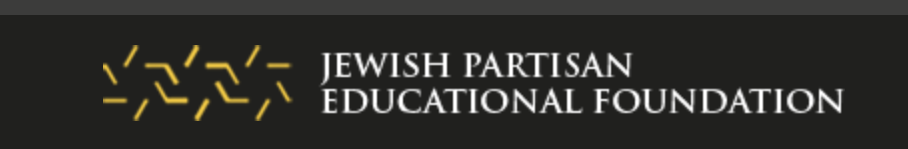 JEWISH PARTISAN
EDUCATIONAL FOUNDATION